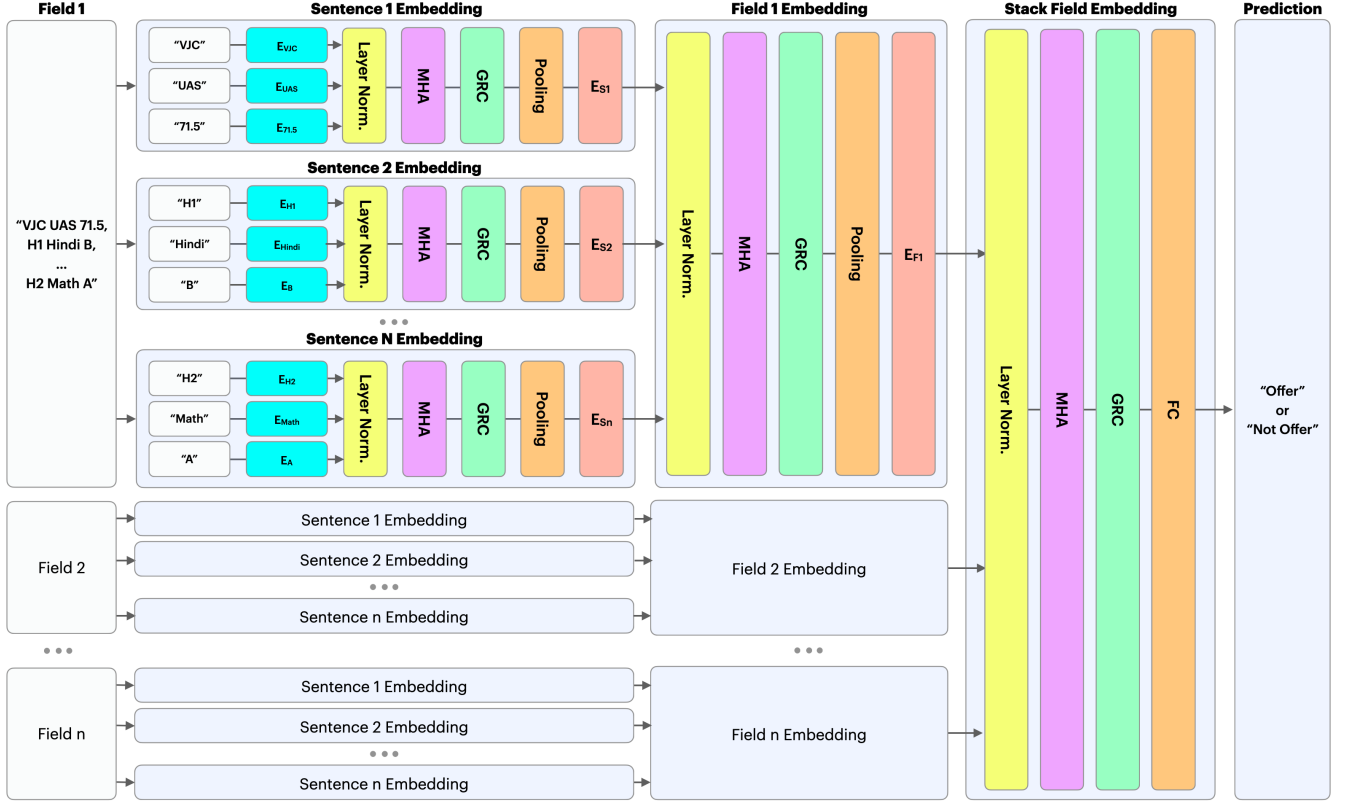 Field 1
Sentence 1 Embedding
Field 1 Embedding
Stack Field Embedding
Prediction
“VJC UAS 71.5,
H1 Hindi B,
...
H2 Math A”
“VJC”
EVJC
“UAS”
EUAS
“71.5”
E71.5
Layer Norm.
MHA
GRC
Pooling
ES1
Sentence 2 Embedding
“H1”
EH1
“Hindi”
EHindi
“B”
EB
Layer Norm.
MHA
GRC
Pooling
ES2
Sentence N Embedding
“H2”
EH2
“Math”
EMath
“A”
EA
Layer Norm.
MHA
GRC
Pooling
ESn
Layer Norm.
MHA
GRC
Pooling
EF1
Layer Norm.
MHA
GRC
FC
“Offer”
or
“Not Offer”
Field 2
Sentence 1 Embedding
Sentence 2 Embedding
Sentence n Embedding
Field 2 Embedding
Field n
Sentence 1 Embedding
Sentence 2 Embedding
Sentence n Embedding
Field n Embedding